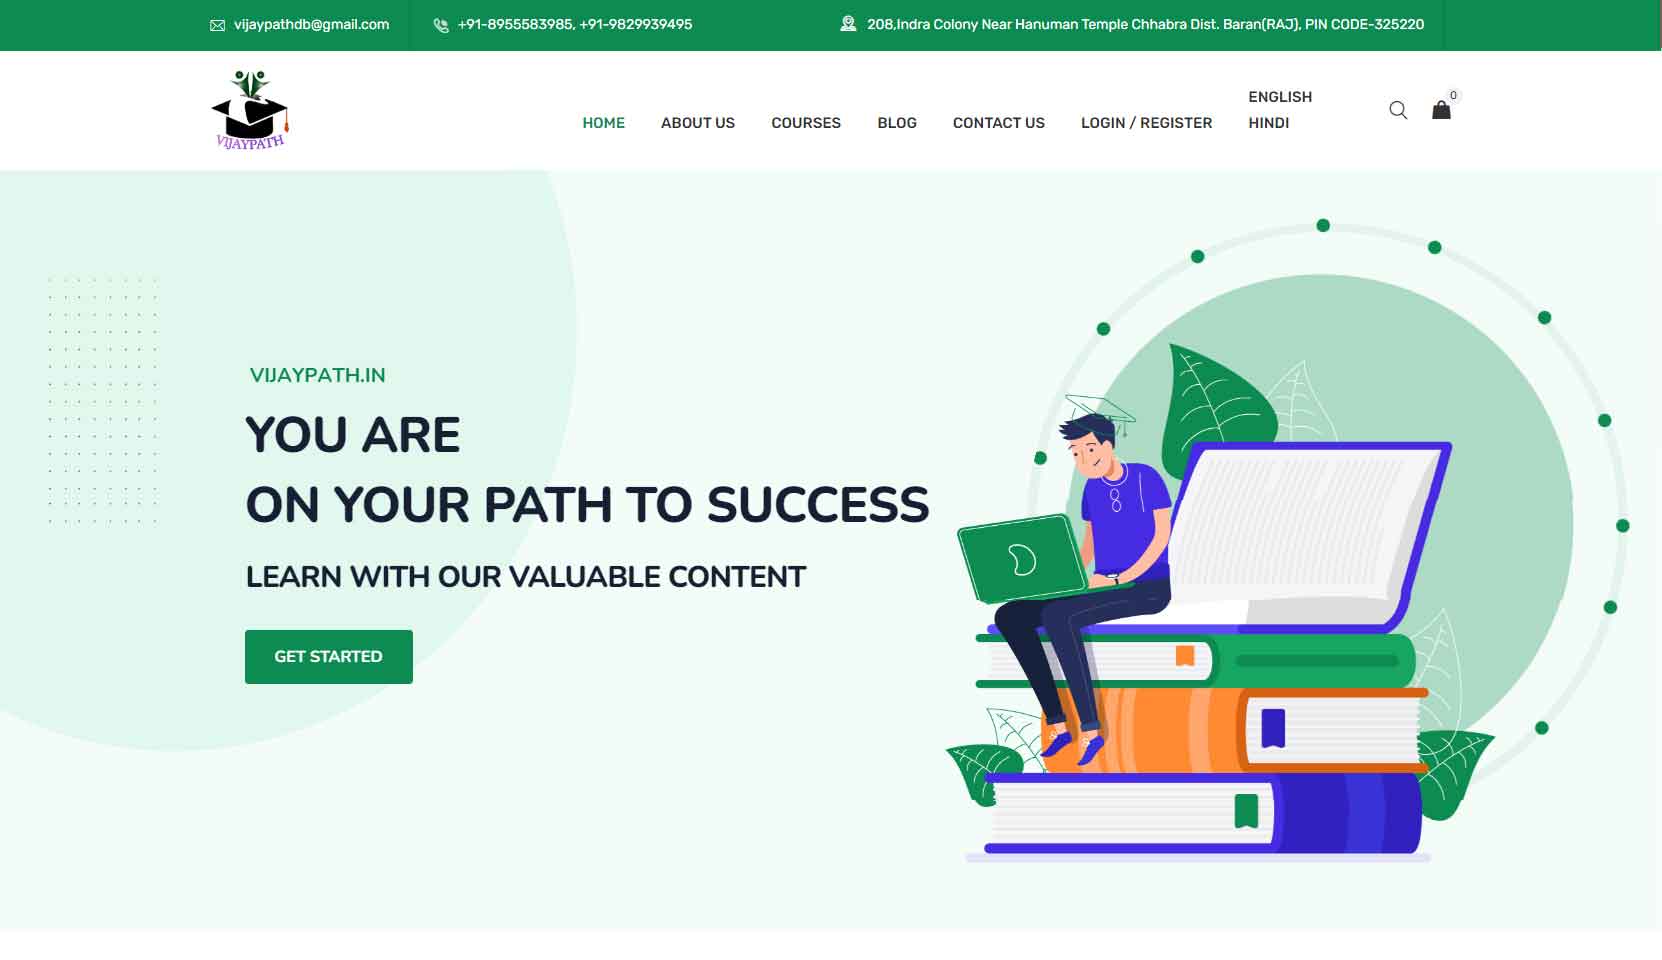 vijaypathdb@gmail.com
+91-8955583985, +91-9829939495
208,Indra Colony Near Hanuman Temple Chhabra Dist. Baran(RAJ), PIN CODE-325220
VIJAYPATH
HOME
ABOUT US
COURSES
BLOG
CONTACT US
LOGIN / REGISTER
ENGLISH
HINDI
0
VIJAYPATH.IN
YOU ARE
ON YOUR PATH TO SUCCESS
LEARN WITH OUR VALUABLE CONTENT
GET STARTED